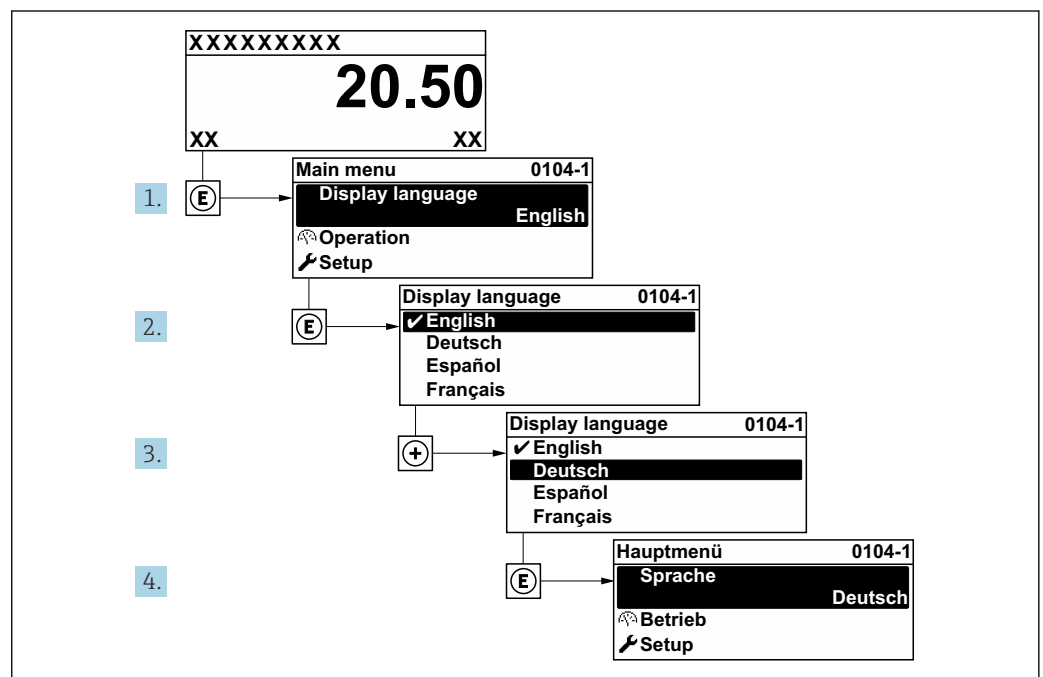 XXXXXXXXX
20.50
XX XX
1.
E
Main menu 0104-1
Display language
English
Operation
Setup
2.
E
Display language 0104-1
✔English
Deutsch
Español
Français
3.
+
Display language 0104-1
✔English
Deutsch
Español
Français
4.
E
Hauptmenü 0104-1
Sprache
Deutsch
Betrieb
Setup